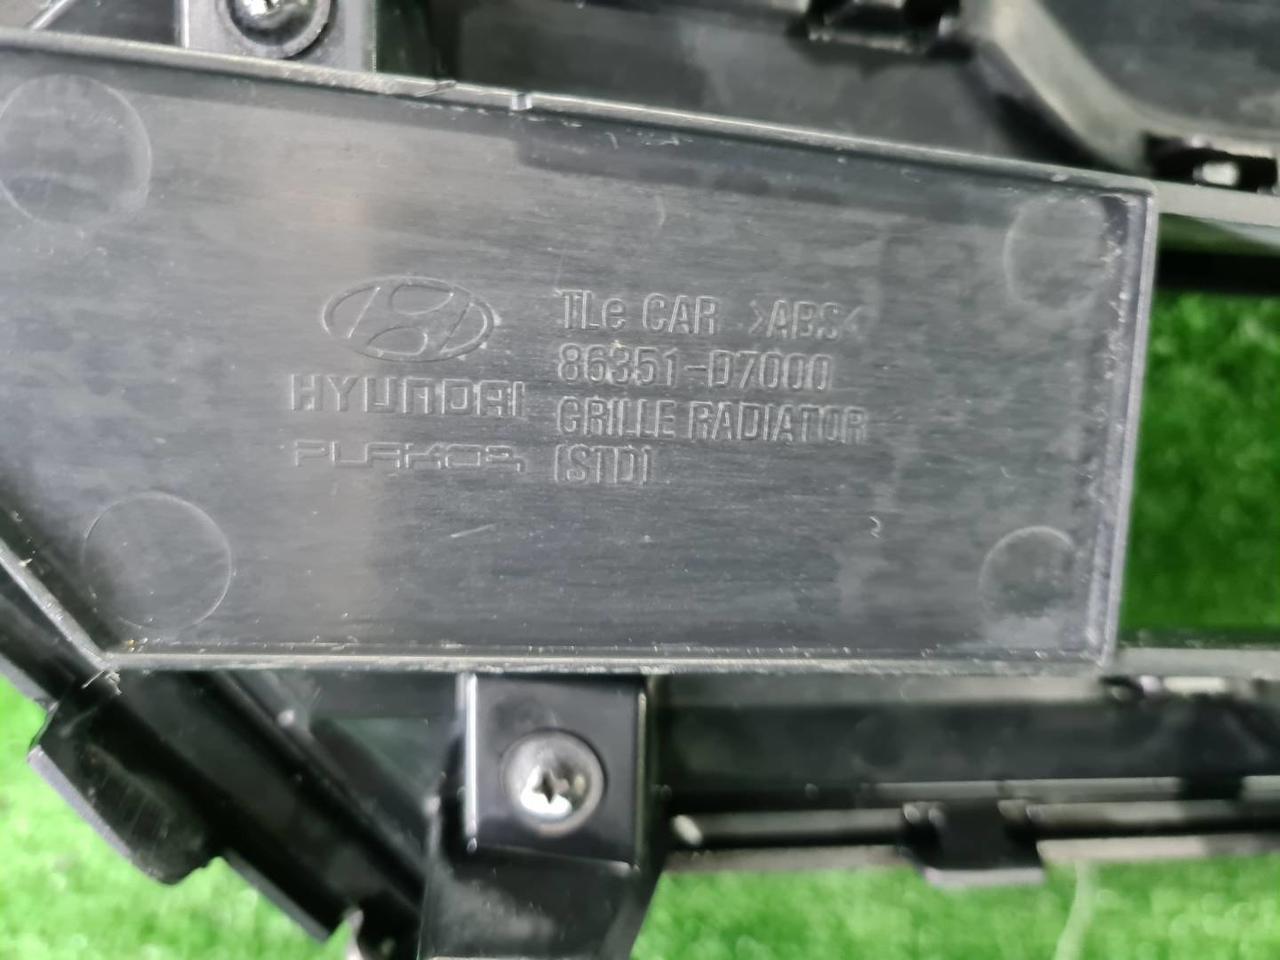 TLe CAR >ABS<
86351-D7000
HYUNDAI
GRILLE RADIATOR
PLAKOR
(STD)